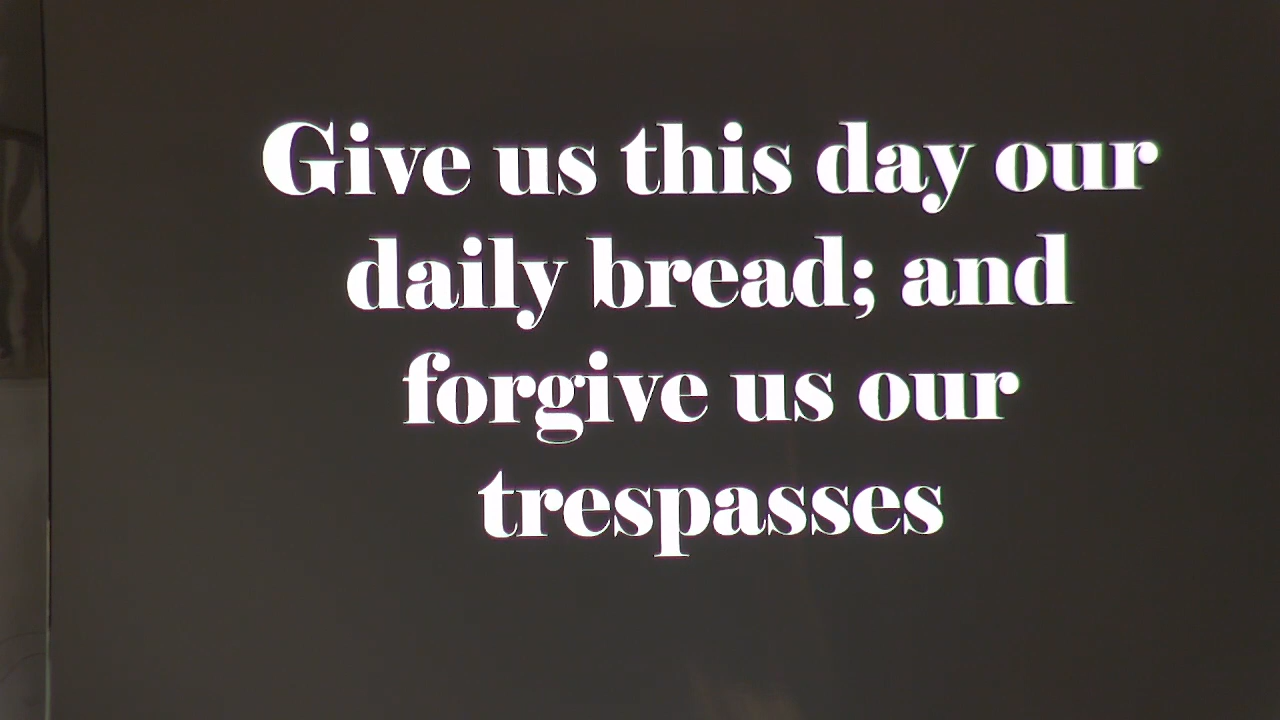 Give us this day our
daily bread; and
forgive us our
trespasses